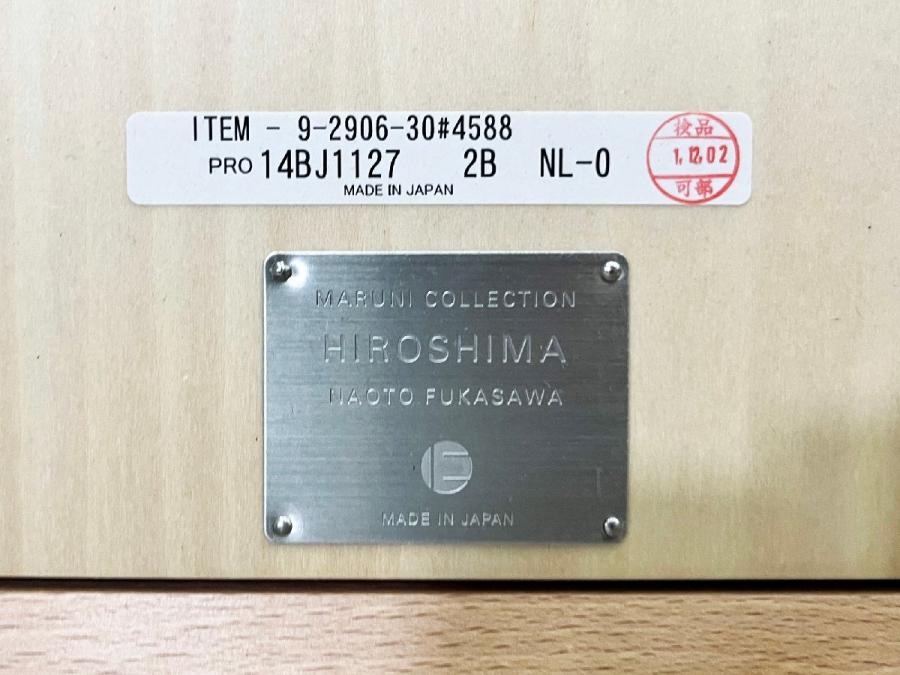 ITEM - 9-2906-30#4588
PRO 14BJ1127 2B NL-0
MADE IN JAPAN
検品
1.12.02
可部
MARUNI COLLECTION
HIROSHIMA
NAOTO FUKASAWA
MADE IN JAPAN